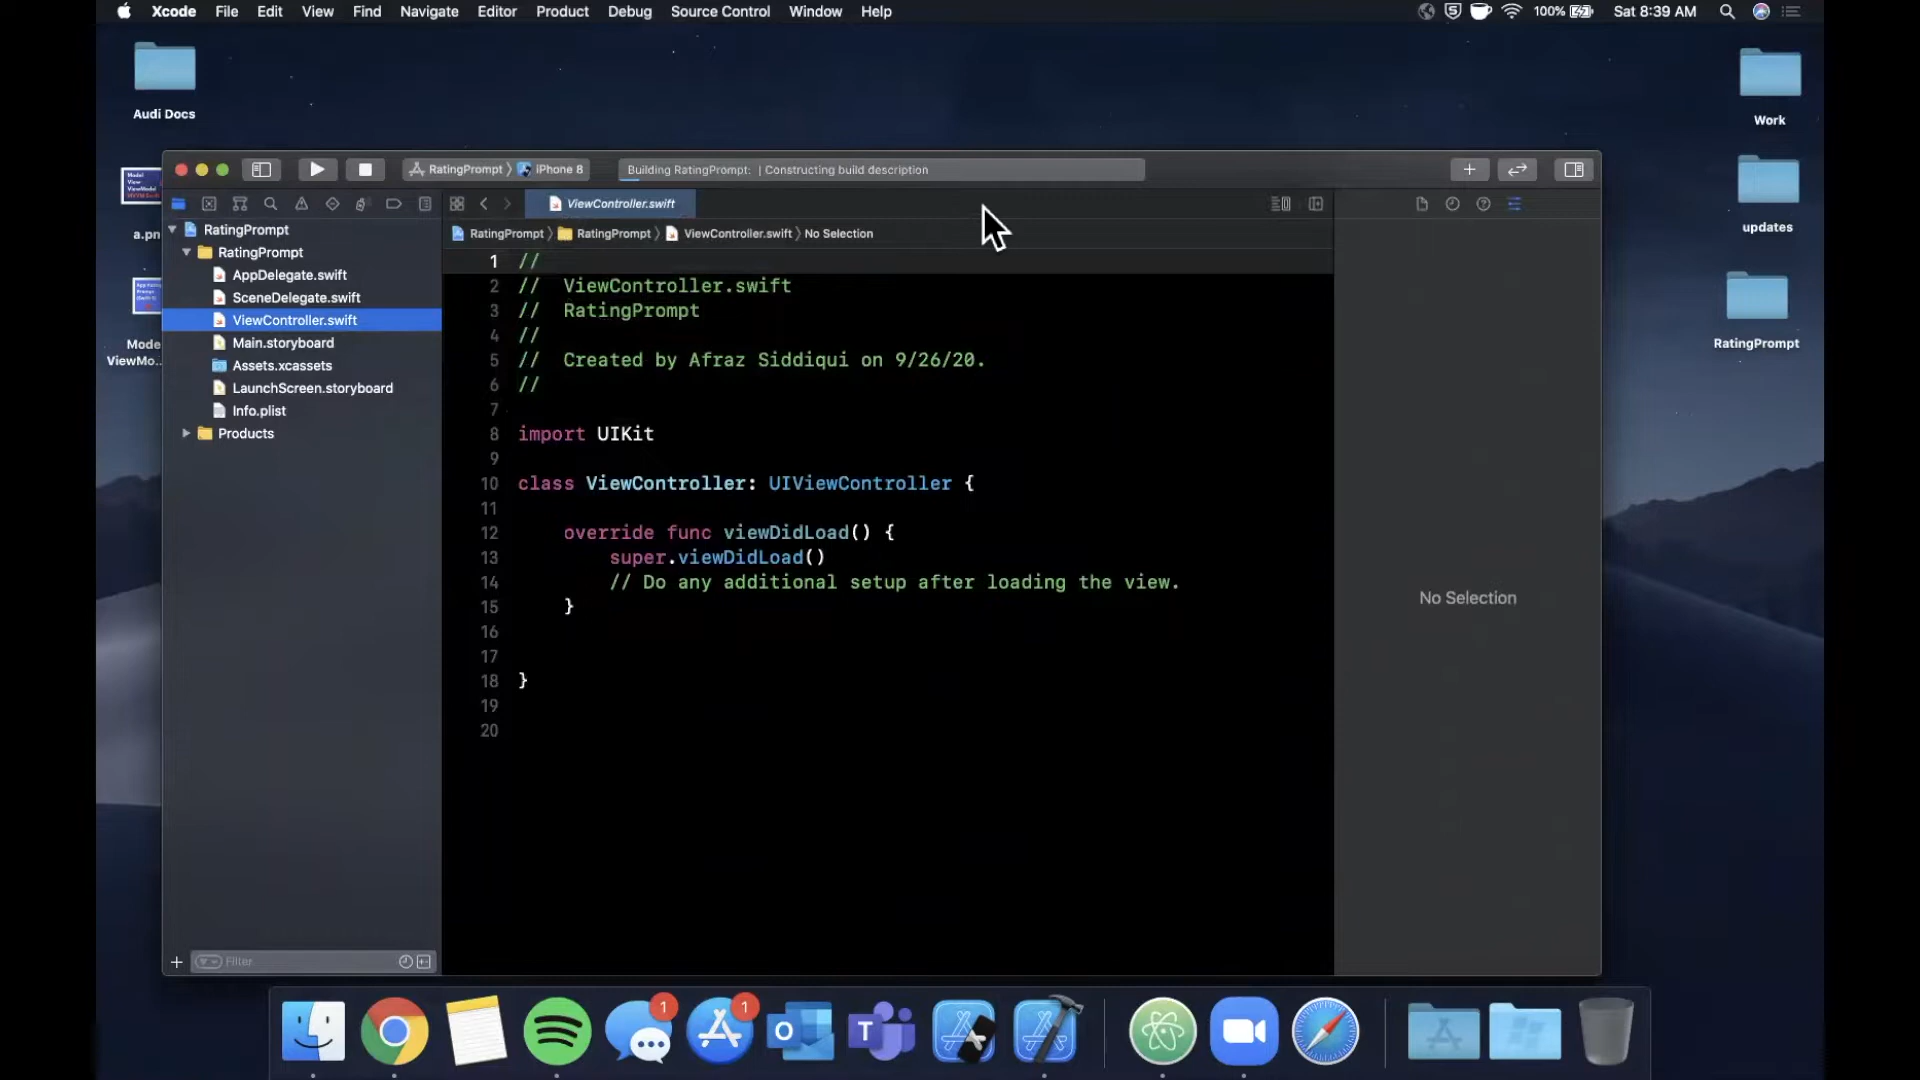 Xcode File Edit View Find Navigate Editor Product Debug Source Control Window Help
100% Sat 8:39 AM
Audi Docs
Work
updates
RatingPrompt
a.pn
Mode
ViewMo...
RatingPrompt iPhone 8
Building RatingPrompt: | Constructing build description
ViewController.swift
RatingPrompt RatingPrompt ViewController.swift No Selection
RatingPrompt
RatingPrompt
AppDelegate.swift
SceneDelegate.swift
ViewController.swift
Main.storyboard
Assets.xcassets
LaunchScreen.storyboard
Info.plist
Products
Filter
1 //
2 // ViewController.swift
3 // RatingPrompt
4 //
5 // Created by Afraz Siddiqui on 9/26/20.
6 //
7
8 import UIKit
9
10 class ViewController: UIViewController {
11
12 override func viewDidLoad() {
13 super.viewDidLoad()
14 // Do any additional setup after loading the view.
15 }
16
17
18 }
19
20
No Selection
1
1